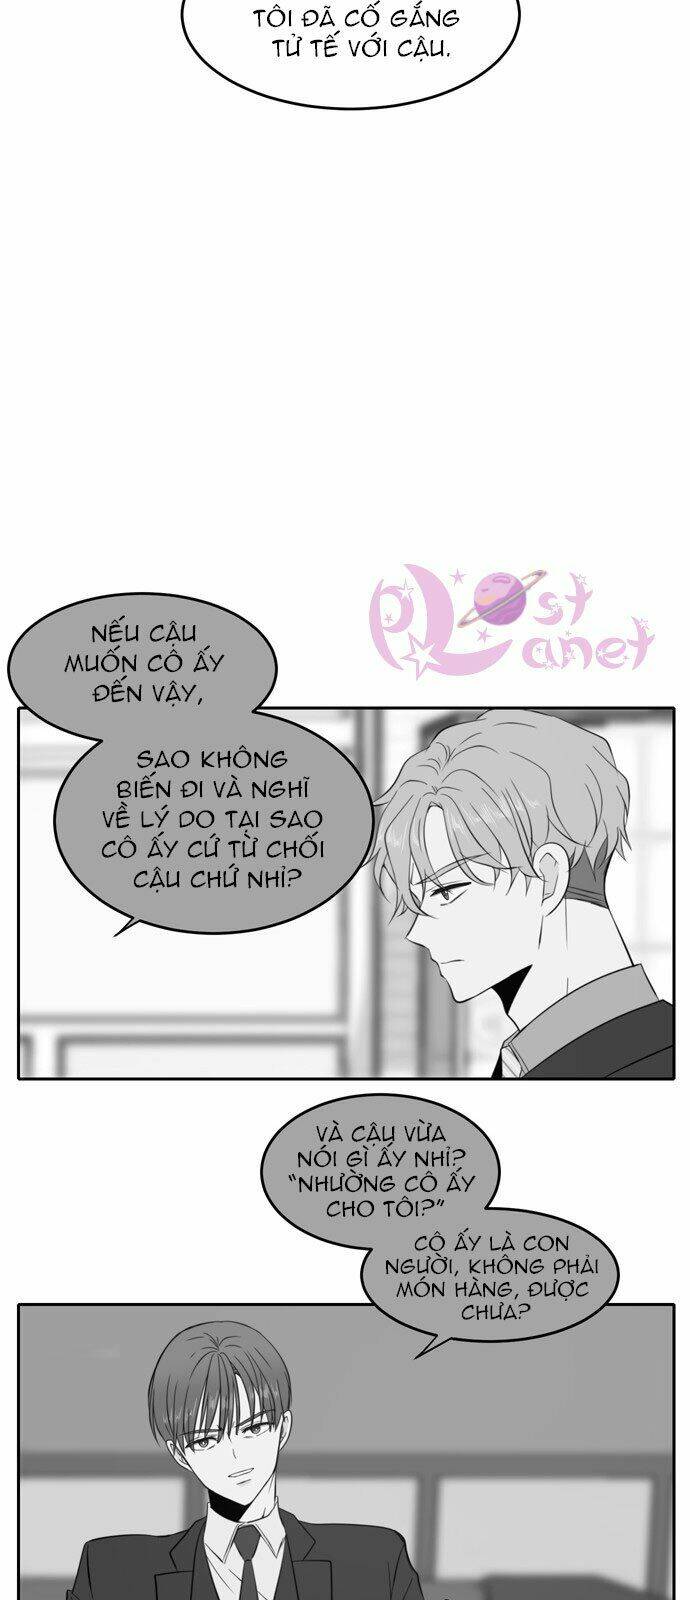 TÔI ĐÃ CỐ GẮNG
TỬ TẾ VỚI CẬU.
PLost
Lanet
NẾU CẬU
MUỐN CÔ ẤY
ĐẾN VẬY,
SAO KHÔNG
BIẾN ĐI VÀ NGHĨ
VỀ LÝ DO TẠI SAO
CÔ ẤY CỨ TỪ CHỐI
CẬU CHỨ NHỈ?
VÀ CẬU VỪA
NÓI GÌ ẤY NHỈ?
"NHƯỜNG CÔ ẤY
CHO TÔI?"
CÔ ẤY LÀ CON
NGƯỜI, KHÔNG PHẢI
MÓN HÀNG, ĐƯỢC
CHƯA?